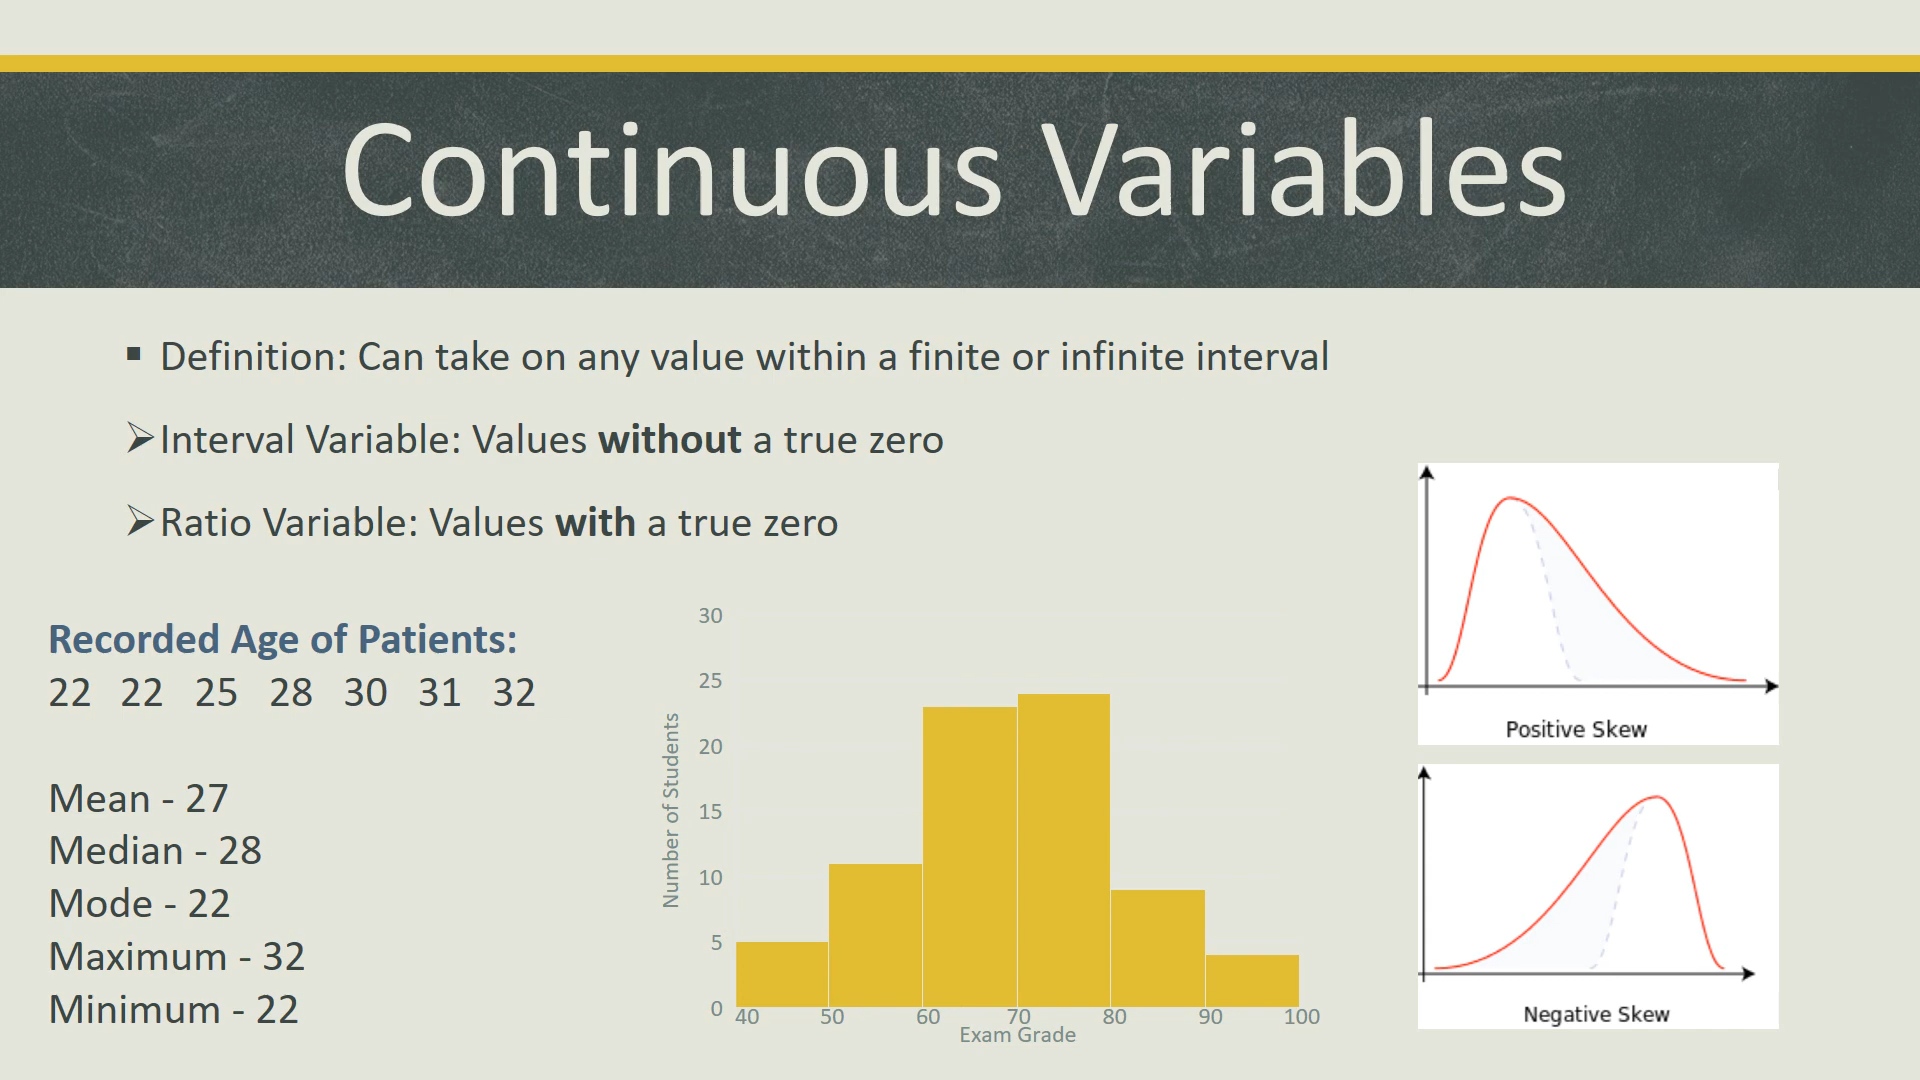 Continuous Variables
▪ Definition: Can take on any value within a finite or infinite interval
➢Interval Variable: Values without a true zero
➢Ratio Variable: Values with a true zero
Recorded Age of Patients:
22 22 25 28 30 31 32
Mean - 27
Median - 28
Mode - 22
Maximum - 32
Minimum - 22
Number of Students
30
25
20
15
10
5
0
40 50 60 70 80 90 100
Exam Grade
Positive Skew
Negative Skew